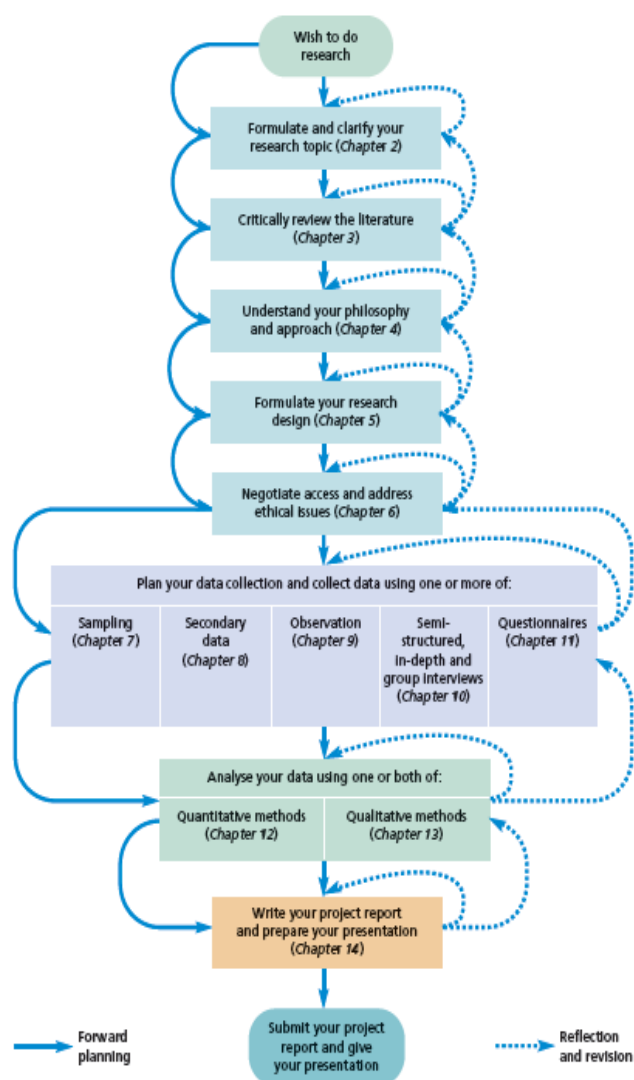 Wish to do
research
Formulate and clarify your
research topic (Chapter 2)
Critically review the literature
(Chapter 3)
Understand your philosophy
and approach (Chapter 4)
Formulate your research
design (Chapter 5)
Negotiate access and address
ethical issues (Chapter 6)
Plan your data collection and collect data using one or more of:
Sampling
(Chapter 7)
Secondary
data
(Chapter 8)
Observation
(Chapter 9)
Semi-
structured,
in-depth and
group interviews
(Chapter 10)
Questionnaires
(Chapter 11)
Analyse your data using one or both of:
Quantitative methods
(Chapter 12)
Qualitative methods
(Chapter 13)
Write your project report
and prepare your presentation
(Chapter 14)
Submit your project
report and give
your presentation
Forward
planning
Reflection
and revision